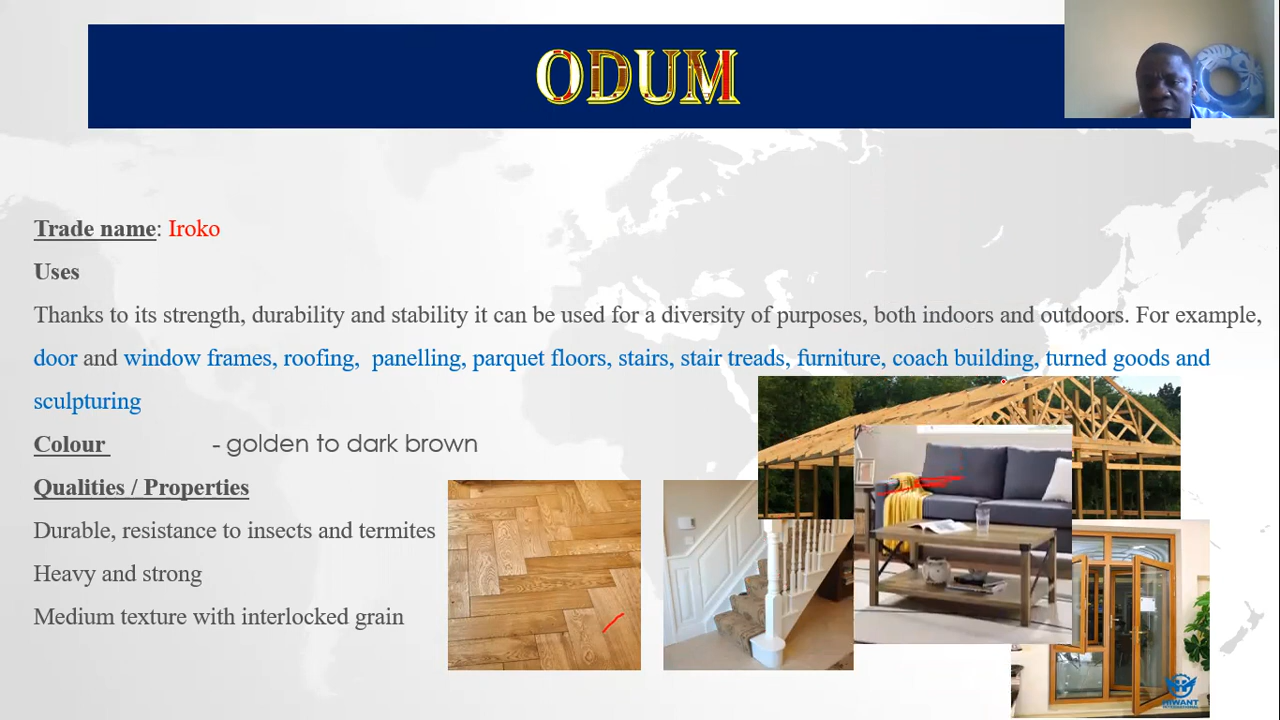 ODUM
Trade name: Iroko
Uses
Thanks to its strength, durability and stability it can be used for a diversity of purposes, both indoors and outdoors. For example,
door and window frames, roofing, panelling, parquet floors, stairs, stair treads, furniture, coach building, turned goods and
sculpturing
Colour - golden to dark brown
Qualities / Properties
Durable, resistance to insects and termites
Heavy and strong
Medium texture with interlocked grain
HIWANT
INTERNATIONAL